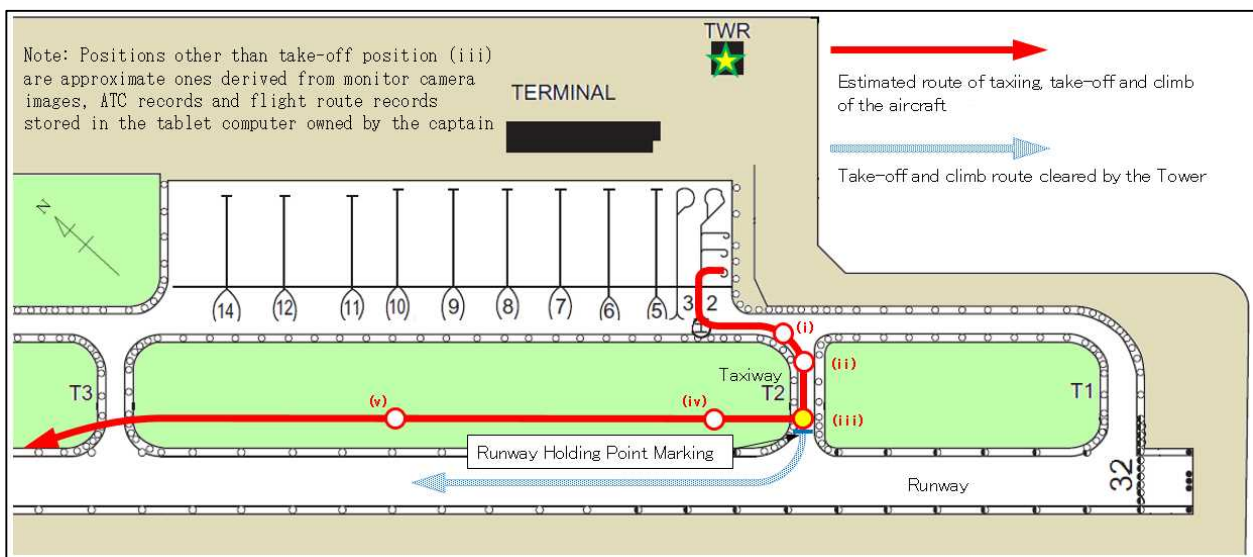 Note: Positions other than take-off position (iii)
are approximate ones derived from monitor camera
images, ATC records and flight route records
stored in the tablet computer owned by the captain
TWR
TERMINAL
Estimated route of taxiing, take-off and climb
of the aircraft
Take-off and climb route cleared by the Tower
N
(14)
(12)
(11)
(10)
(9)
(8)
(7)
(6)
(5)
3
2
(i)
(ii)
Taxiway
T3
T2
T1
(v)
(iv)
(iii)
Runway Holding Point Marking
Runway
32